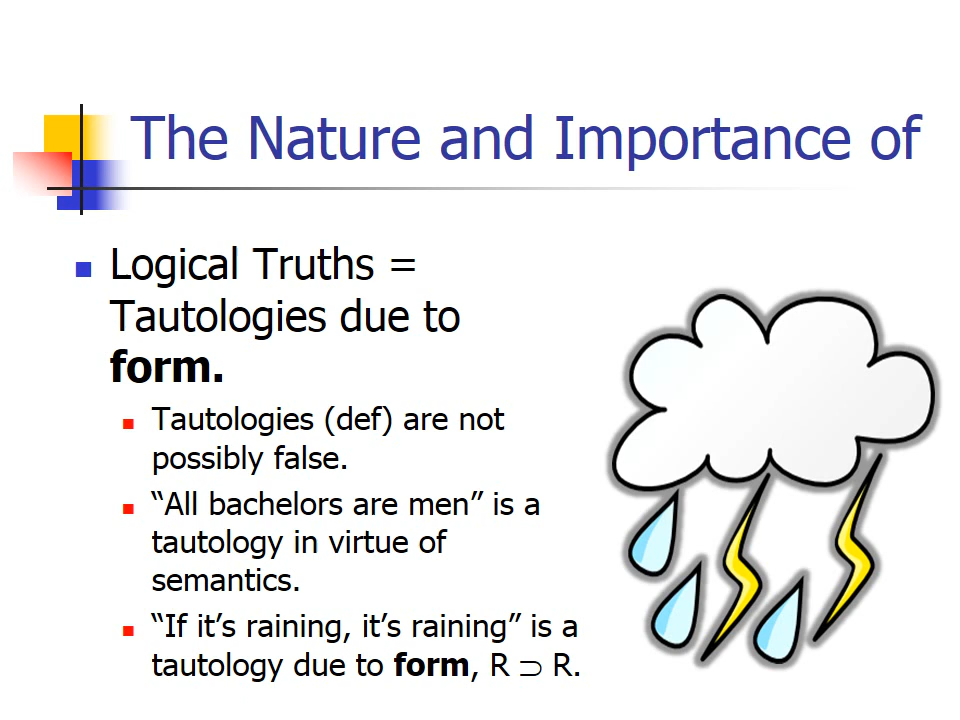 The Nature and Importance of
Logical Truths =
Tautologies due to
form.
Tautologies (def) are not
possibly false.
“All bachelors are men” is a
tautology in virtue of
semantics.
“If it’s raining, it’s raining” is a
tautology due to form, R ⊃ R.